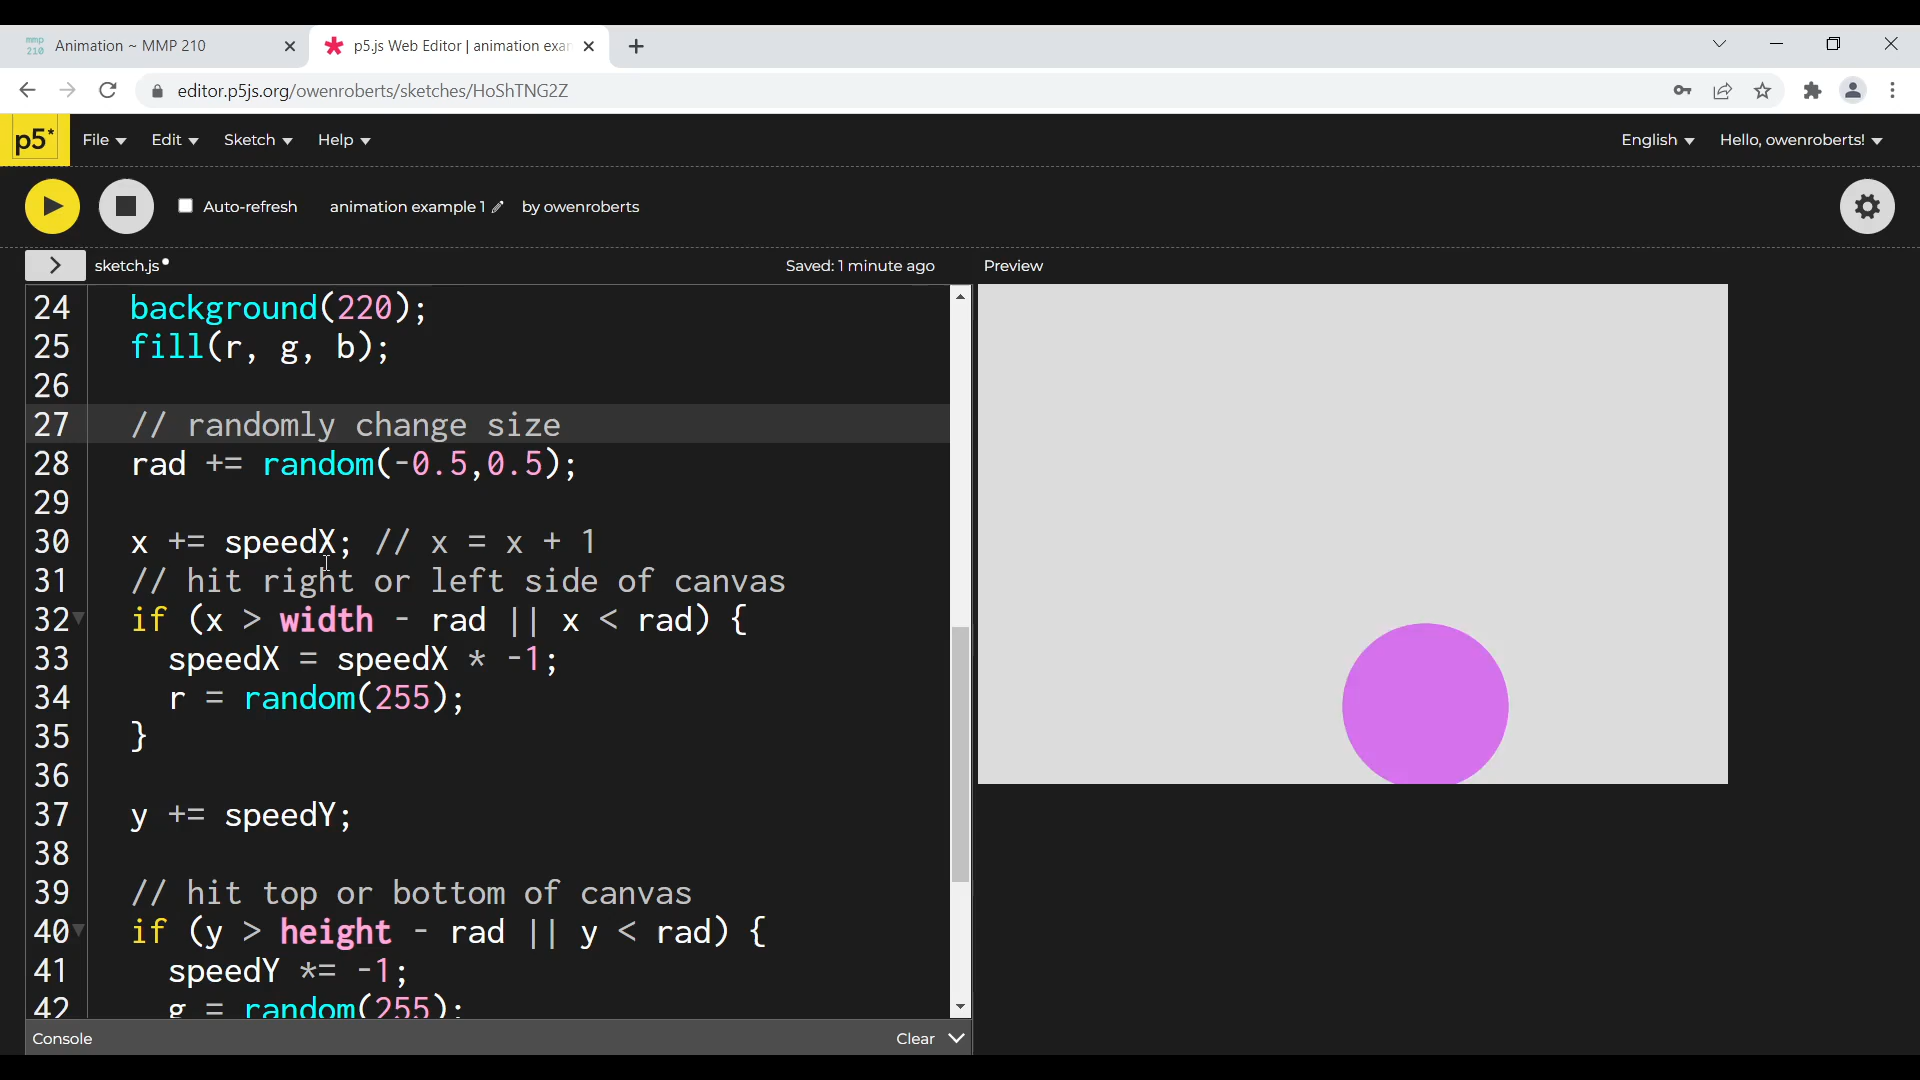 mmp
210
Animation ~ MMP 210
p5.js Web Editor | animation exar
editor.p5js.org/owenroberts/sketches/HoShTNG2Z
p5*
File
Edit
Sketch
Help
English
Hello, owenroberts!
Auto-refresh
animation example 1
by owenroberts
sketch.js
Saved: 1 minute ago
Preview
24 background(220);
25 fill(r, g, b);
26
27 // randomly change size
28 rad += random(-0.5,0.5);
29
30 x += speedX; // x = x + 1
31 // hit right or left side of canvas
32 if (x > width - rad || x < rad) {
33 speedX = speedX * -1;
34 r = random(255);
35 }
36
37 y += speedY;
38
39 // hit top or bottom of canvas
40 if (y > height - rad || y < rad) {
41 speedY *= -1;
42 g = random(255);
Console
Clear